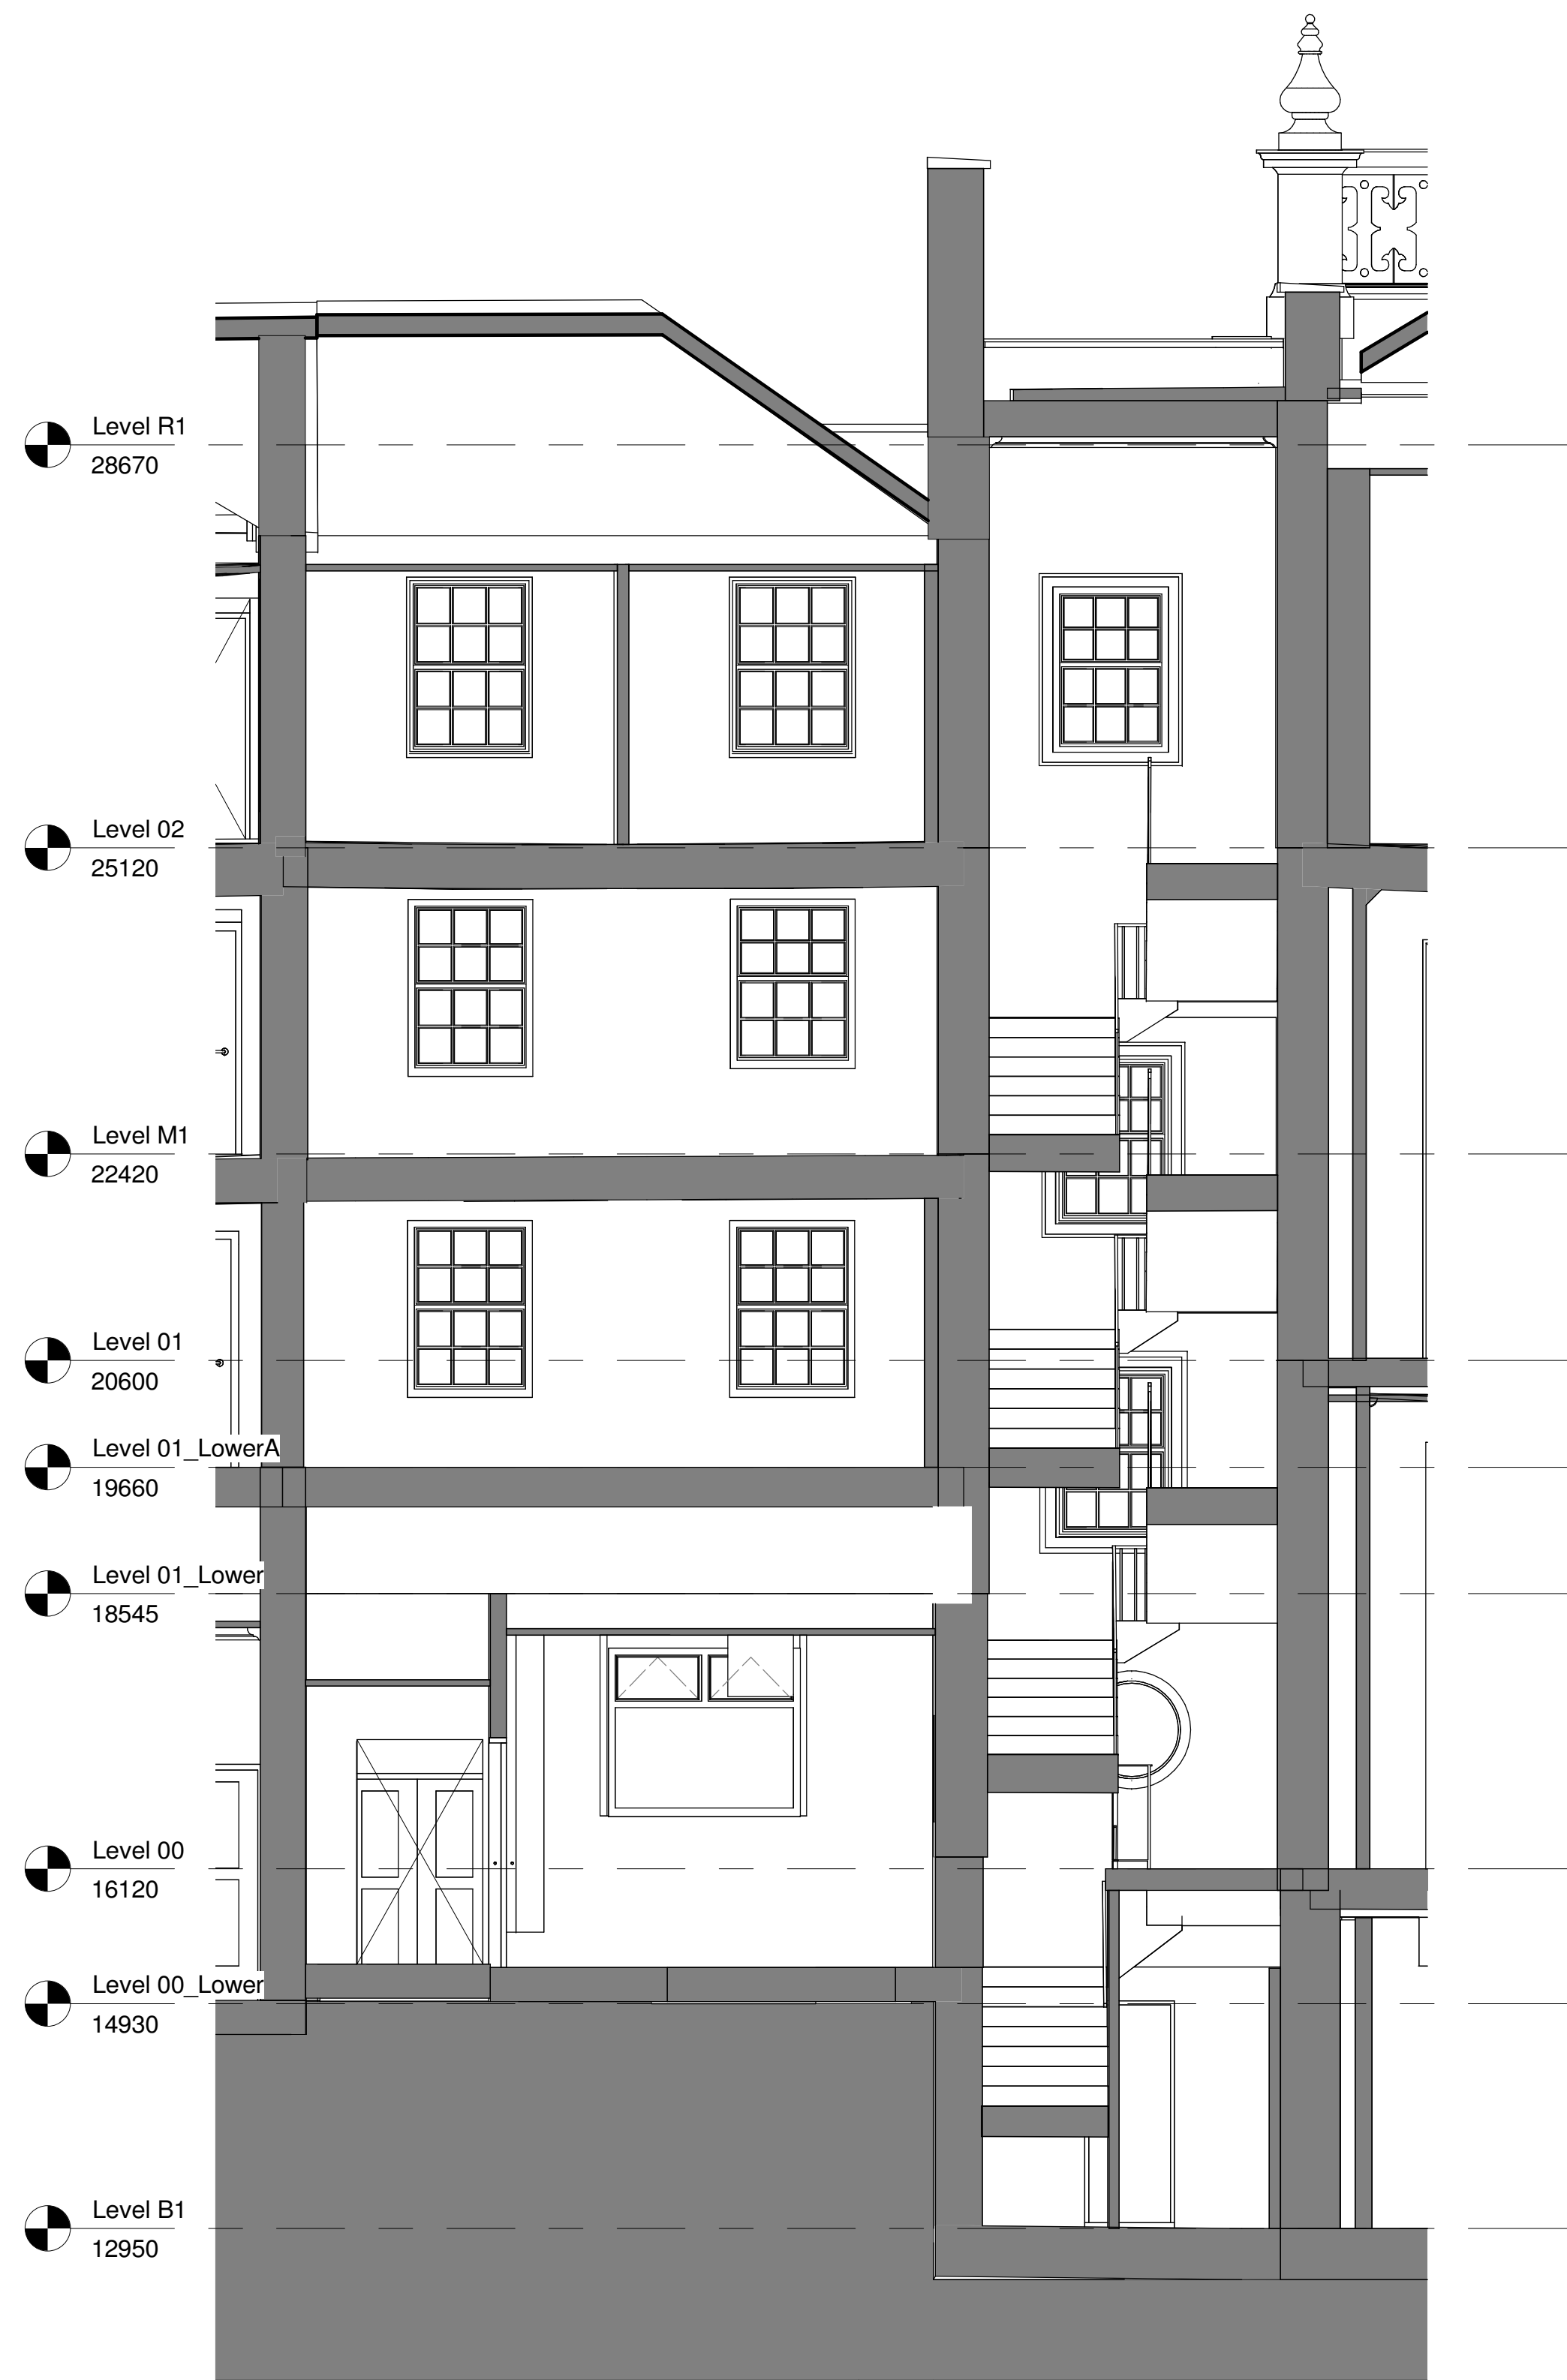 Level R1
28670
Level 02
25120
Level M1
22420
Level 01
20600
Level 01_LowerA
19660
Level 01_Lower
18545
Level 00
16120
Level 00_Lower
14930
Level B1
12950